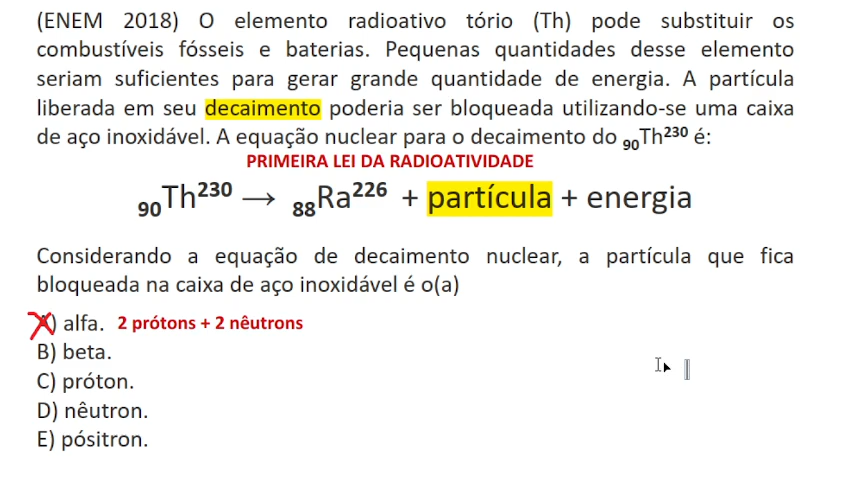 (ENEM 2018) O elemento radioativo tório (Th) pode substituir os
combustíveis fósseis e baterias. Pequenas quantidades desse elemento
seriam suficientes para gerar grande quantidade de energia. A partícula
liberada em seu decaimento poderia ser bloqueada utilizando-se uma caixa
de aço inoxidável. A equação nuclear para o decaimento do ₉₀Th²³⁰ é:
PRIMEIRA LEI DA RADIOATIVIDADE
₉₀Th²³⁰ → ₈₈Ra²²⁶ + partícula + energia
Considerando a equação de decaimento nuclear, a partícula que fica
bloqueada na caixa de aço inoxidável é o(a)
A) alfa. 2 prótons + 2 nêutrons
B) beta.
C) próton.
D) nêutron.
E) pósitron.